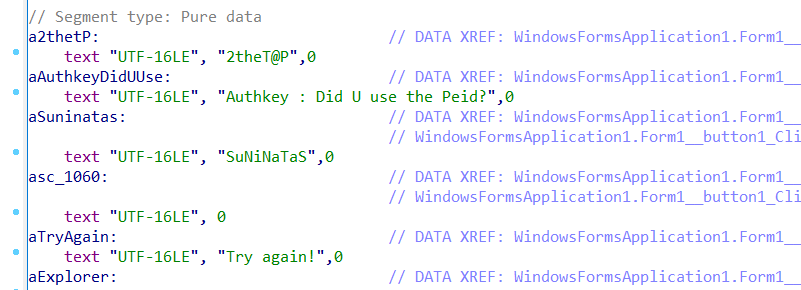 // Segment type: Pure data
a2thetP: // DATA XREF: WindowsFormsApplication1.Form1__
text "UTF-16LE", "2theT@P",0
aAuthkeyDidUUse: // DATA XREF: WindowsFormsApplication1.Form1__
text "UTF-16LE", "Authkey : Did U use the Peid?",0
aSuninatas: // DATA XREF: WindowsFormsApplication1.Form1__
// WindowsFormsApplication1.Form1__button1_Cli
text "UTF-16LE", "SuNiNaTaS",0
asc_1060: // DATA XREF: WindowsFormsApplication1.Form1__
// WindowsFormsApplication1.Form1__button1_Cli
text "UTF-16LE", 0
aTryAgain: // DATA XREF: WindowsFormsApplication1.Form1__
text "UTF-16LE", "Try again!",0
aExplorer: // DATA XREF: WindowsFormsApplication1.Form1__